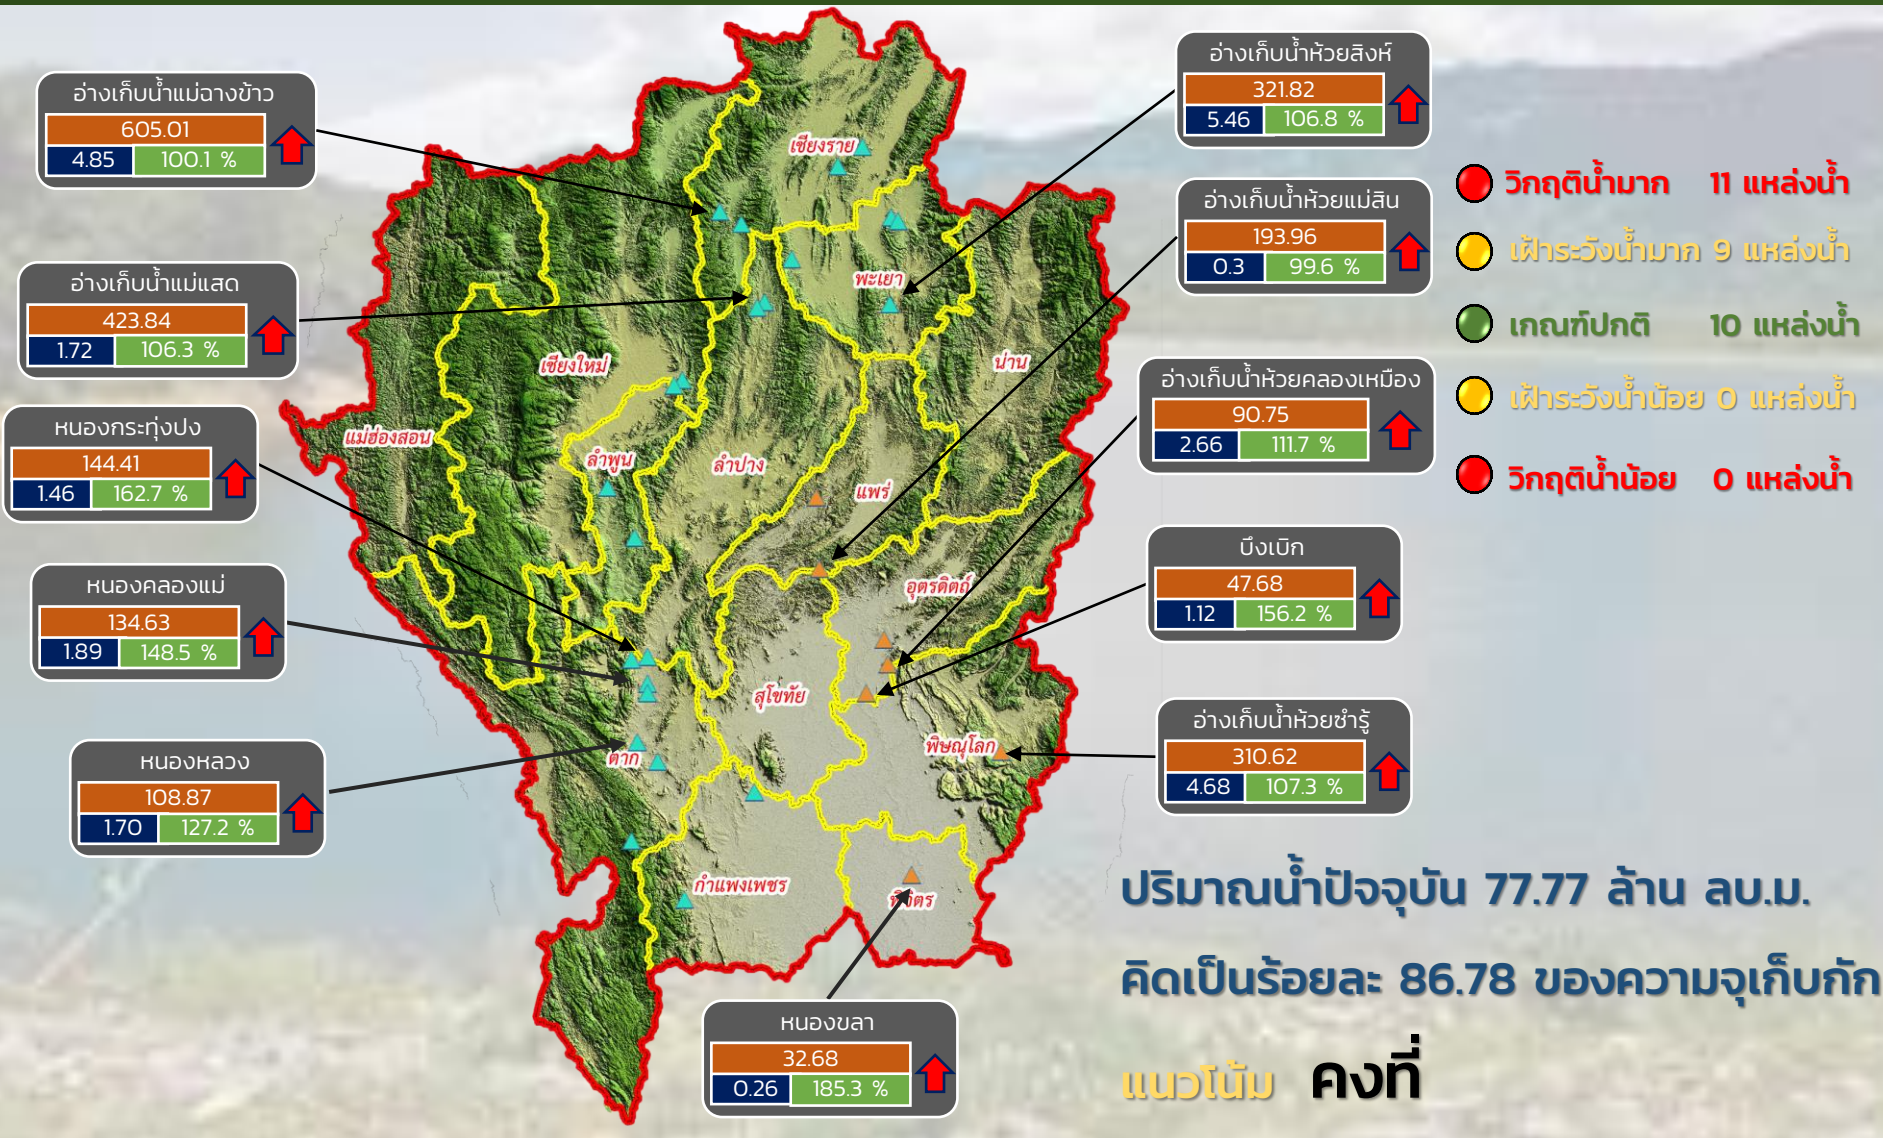 อ่างเก็บน้ำแม่ฉางข้าว
605.01
4.85 100.1 %
อ่างเก็บน้ำแม่แสด
423.84
1.72 106.3 %
หนองกระทุ่งปง
144.41
1.46 162.7 %
หนองคลองแม่
134.63
1.89 148.5 %
หนองหลวง
108.87
1.70 127.2 %
เชียงราย
พะเยา
น่าน
เชียงใหม่
แม่ฮ่องสอน
ลำพูน
ลำปาง
แพร่
อุตรดิตถ์
สุโขทัย
ตาก
พิษณุโลก
กำแพงเพชร
หนองขลา
32.68
0.26 185.3 %
อ่างเก็บน้ำห้วยสิงห์
321.82
5.46 106.8 %
อ่างเก็บน้ำห้วยแม่สิน
193.96
0.3 99.6 %
อ่างเก็บน้ำห้วยคลองเหมือง
90.75
2.66 111.7 %
บึงเบิก
47.68
1.12 156.2 %
อ่างเก็บน้ำห้วยซำรู้
310.62
4.68 107.3 %
วิกฤติน้ำมาก 11 แหล่งน้ำ
เฝ้าระวังน้ำมาก 9 แหล่งน้ำ
เกณฑ์ปกติ 10 แหล่งน้ำ
เฝ้าระวังน้ำน้อย 0 แหล่งน้ำ
วิกฤติน้ำน้อย 0 แหล่งน้ำ
ปริมาณน้ำปัจจุบัน 77.77 ล้าน ลบ.ม.
คิดเป็นร้อยละ 86.78 ของความจุเก็บกัก
แนวโน้ม คงที่